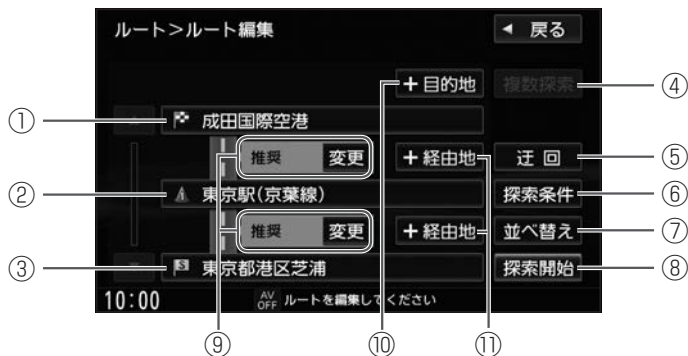 ルート＞ルート編集
◀ 戻る
＋目的地
複数探索
④
①
成田国際空港
推奨
変更
＋経由地
迂 回
⑤
②
1
東京駅（京葉線）
探索条件
⑥
推奨
変更
＋経由地
並べ替え
⑦
③
S
東京都港区芝浦
探索開始
⑧
10:00
AV OFF
ルートを編集してください
⑨
⑩
⑪